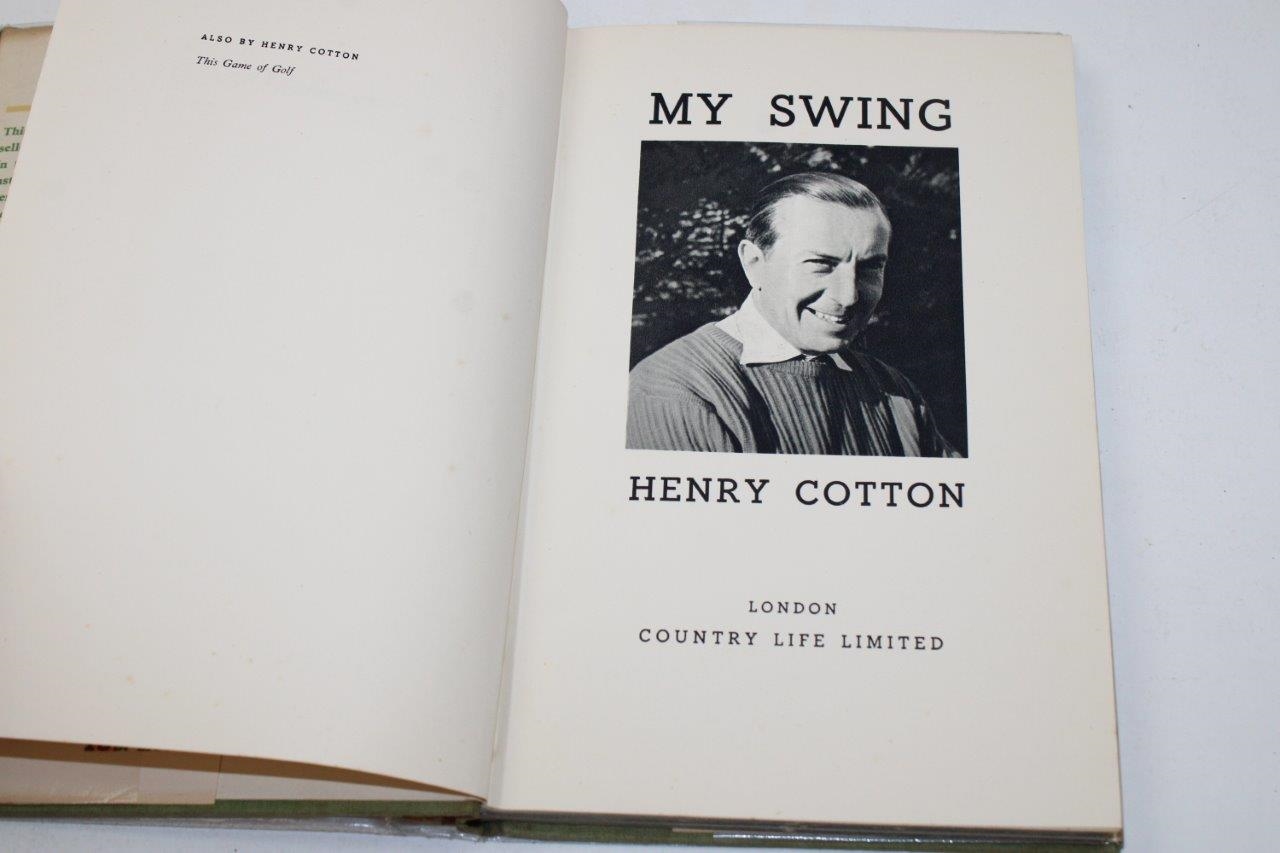 ALSO BY HENRY COTTON
This Game of Golf
MY SWING
HENRY COTTON
LONDON
COUNTRY LIFE LIMITED